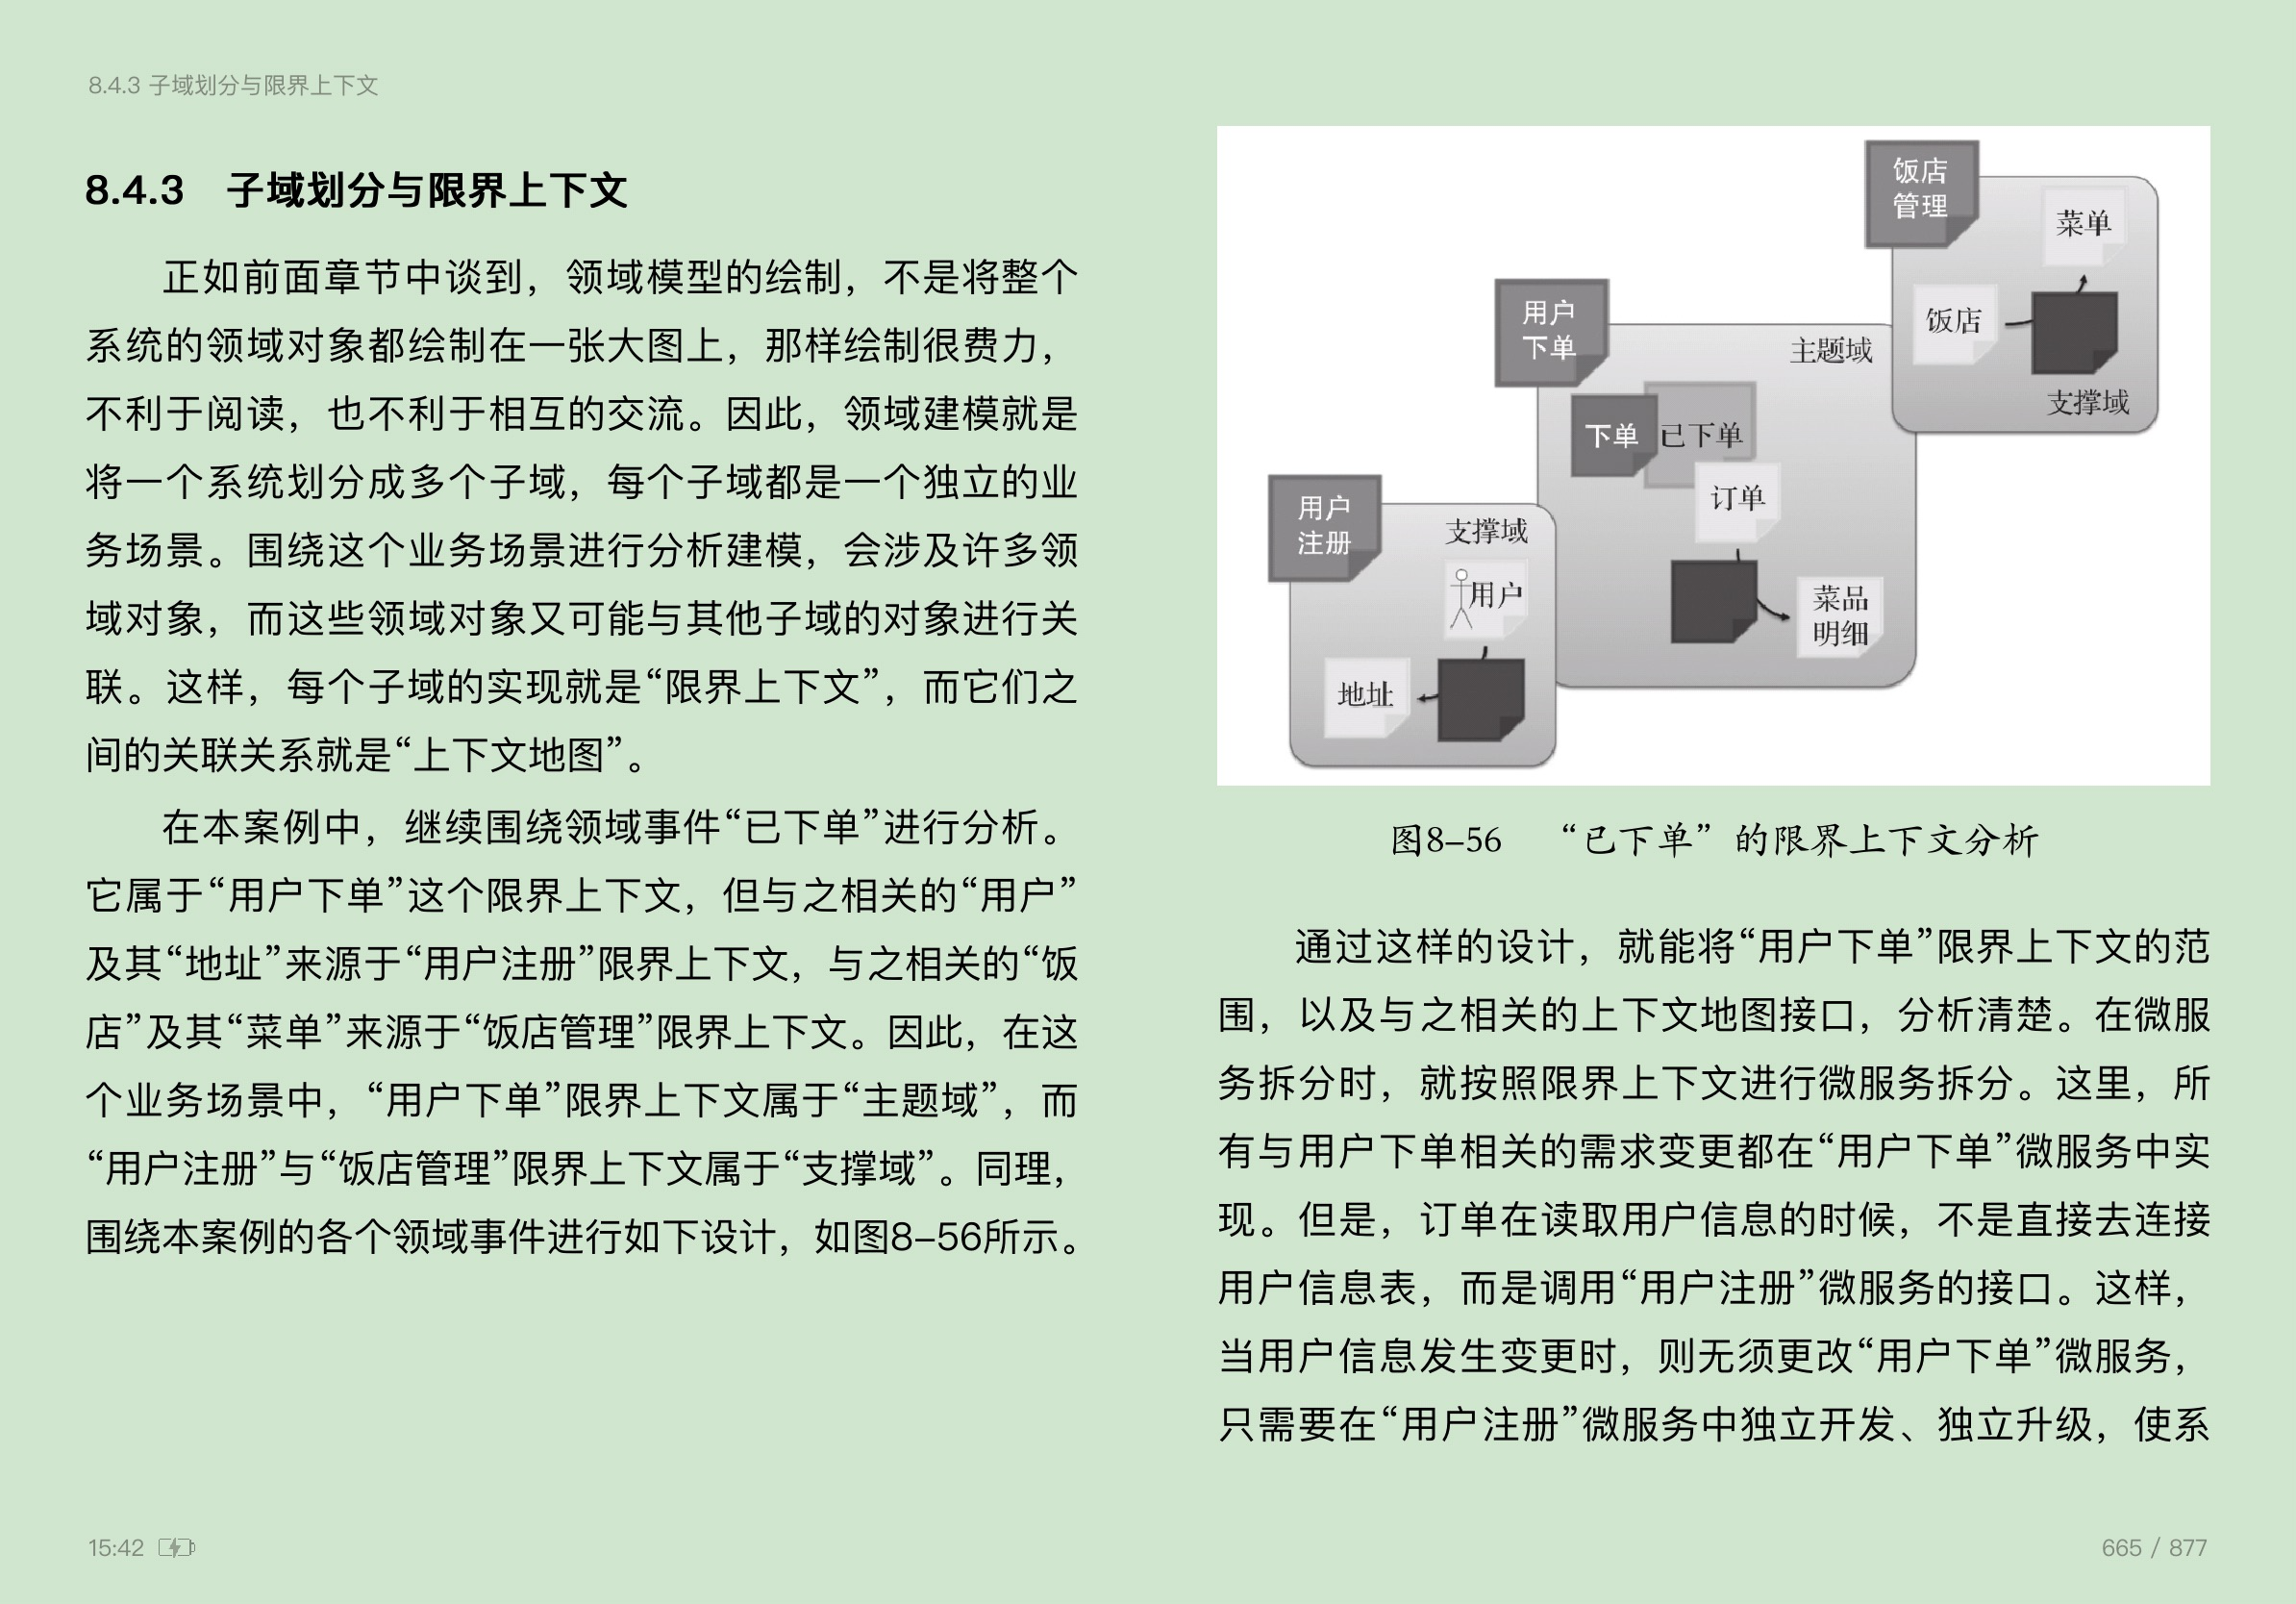 8.4.3 子域划分与限界上下文
8.4.3 子域划分与限界上下文
正如前面章节中谈到，领域模型的绘制，不是将整个
系统的领域对象都绘制在一张大图上，那样绘制很费力，
不利于阅读，也不利于相互的交流。因此，领域建模就是
将一个系统划分成多个子域，每个子域都是一个独立的业
务场景。围绕这个业务场景进行分析建模，会涉及许多领
域对象，而这些领域对象又可能与其他子域的对象进行关
联。这样，每个子域的实现就是“限界上下文”，而它们之
间的关联关系就是“上下文地图”。
在本案例中，继续围绕领域事件“已下单”进行分析。
它属于“用户下单”这个限界上下文，但与之相关的“用户”
及其“地址”来源于“用户注册”限界上下文，与之相关的“饭
店”及其“菜单”来源于“饭店管理”限界上下文。因此，在这
个业务场景中，“用户下单”限界上下文属于“主题域”，而
“用户注册”与“饭店管理”限界上下文属于“支撑域”。同理，
围绕本案例的各个领域事件进行如下设计，如图8–56所示。
饭店
管理
菜单
饭店
支撑域
用户
下单
主题域
下单
已下单
订单
菜品
明细
用户
注册
支撑域
用户
地址
图8–56 “已下单”的限界上下文分析
通过这样的设计，就能将“用户下单”限界上下文的范
围，以及与之相关的上下文地图接口，分析清楚。在微服
务拆分时，就按照限界上下文进行微服务拆分。这里，所
有与用户下单相关的需求变更都在“用户下单”微服务中实
现。但是，订单在读取用户信息的时候，不是直接去连接
用户信息表，而是调用“用户注册”微服务的接口。这样，
当用户信息发生变更时，则无须更改“用户下单”微服务，
只需要在“用户注册”微服务中独立开发、独立升级，使系
15:42
665 / 877